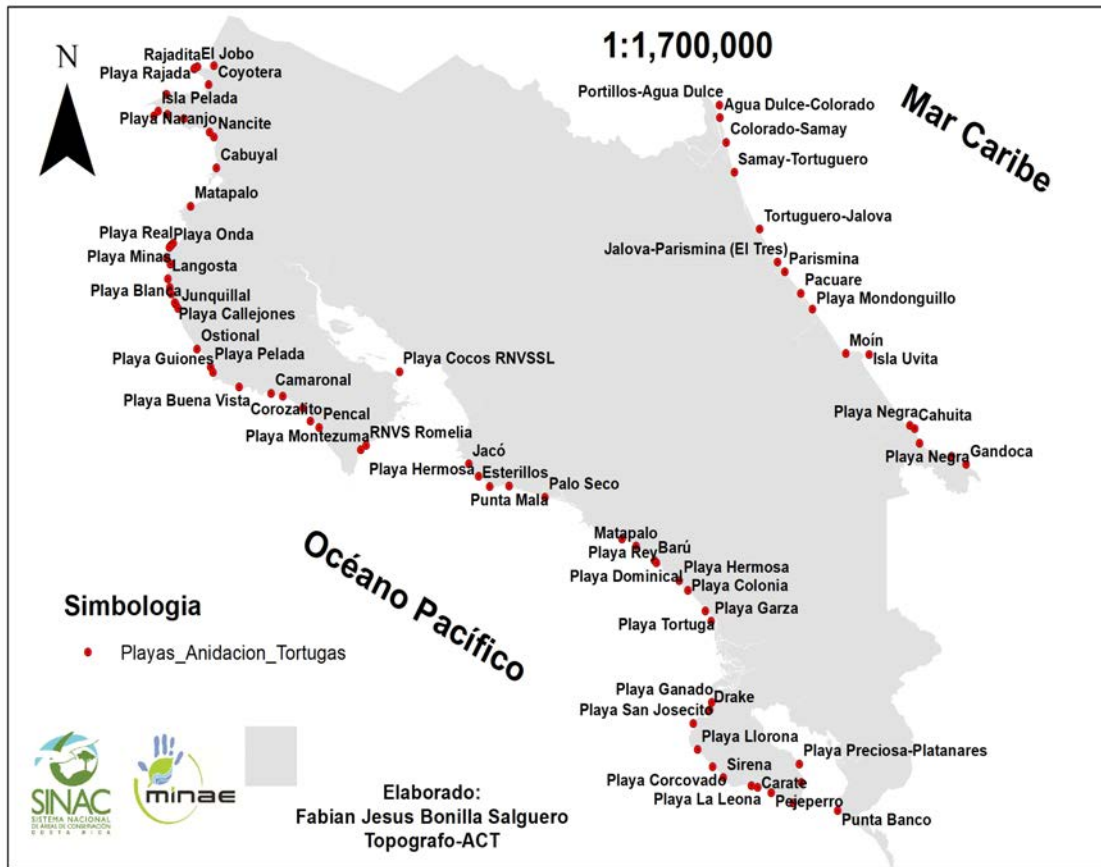 1:1,700,000
N
Mar Caribe
Rajadita
El Jobo
Playa Rajada
Coyotera
Isla Pelada
Playa Naranjo
Nancite
Cabuyal
Matapalo
Playa Real
Playa Onda
Playa Minas
Langosta
Playa Blanca
Junquillal
Playa Callejones
Ostional
Playa Guiones
Playa Pelada
Camaronal
Playa Buena Vista
Corozalito
Pencal
Playa Montezuma
RNVS Romelia
Playa Cocos RNVSSL
Jacó
Playa Hermosa
Esterillos
Punta Mala
Palo Seco
Matapalo
Playa Rey
Barú
Playa Dominical
Playa Hermosa
Playa Colonia
Playa Garza
Playa Tortuga
Playa Ganado
Drake
Playa San Josecito
Playa Llorona
Sirena
Playa Preciosa-Platanares
Playa Corcovado
Carate
Playa La Leona
Pejeperro
Punta Banco
Portillos-Agua Dulce
Agua Dulce-Colorado
Colorado-Samay
Samay-Tortuguero
Tortuguero-Jalova
Jalova-Parismina (El Tres)
Parismina
Pacuare
Playa Mondonguillo
Moín
Isla Uvita
Playa Negra
Cahuita
Playa Negra
Gandoca
Océano Pacífico
Simbologia
Playas_Anidacion_Tortugas
SINAC
SISTEMA NACIONAL
DE ÁREAS DE CONSERVACIÓN
COSTA RICA
minae
Elaborado:
Fabian Jesus Bonilla Salguero
Topografo-ACT